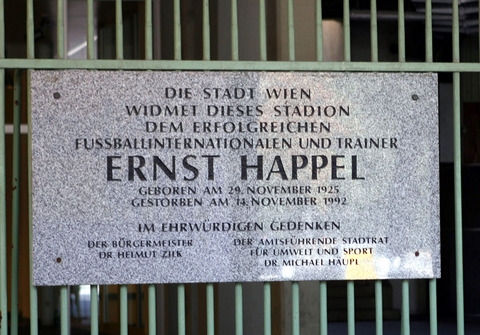 DIE STADT WIEN
WIDMET DIESES STADION
DEM ERFOLGREICHEN
FUSSBALLINTERNATIONALEN UND TRAINER
ERNST HAPPEL
GEBOREN AM 29. NOVEMBER 1925
GESTORBEN AM 14. NOVEMBER 1992
IM EHRWÜRDIGEN GEDENKEN
DER BÜRGERMEISTER
DR HELMUT ZILK
DER AMTSFÜHRENDE STADTRAT
FÜR UMWELT UND SPORT
DR. MICHAEL HÄUPL